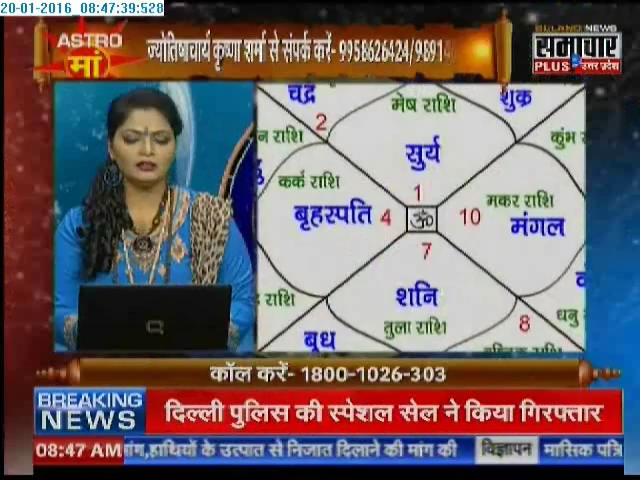 20-01-2016 08:47:39:528
ASTRO
मां
ज्योतिषाचार्य कृष्णा शर्मा से संपर्क करें- 9958626424/9891
NEWS
समाचार
PLUS उत्तर प्रदेश
चंद्र
मेष राशि
शुक्र
2
न राशि
सुर्य
कुंभ
कर्क राशि
मकर राशि
1
बृहस्पति
4
ॐ
10
मंगल
7
शनि
राशि
तुला राशि
8
धनु
बुध
कॉल करें- 1800-1026-303
BREAKING NEWS
दिल्ली पुलिस की स्पेशल सेल ने किया गिरफ्तार
08:47 AM
ांग,हाथियों के उत्पात से निजात दिलाने की मांग की
विज्ञापन
मासिक पत्रि